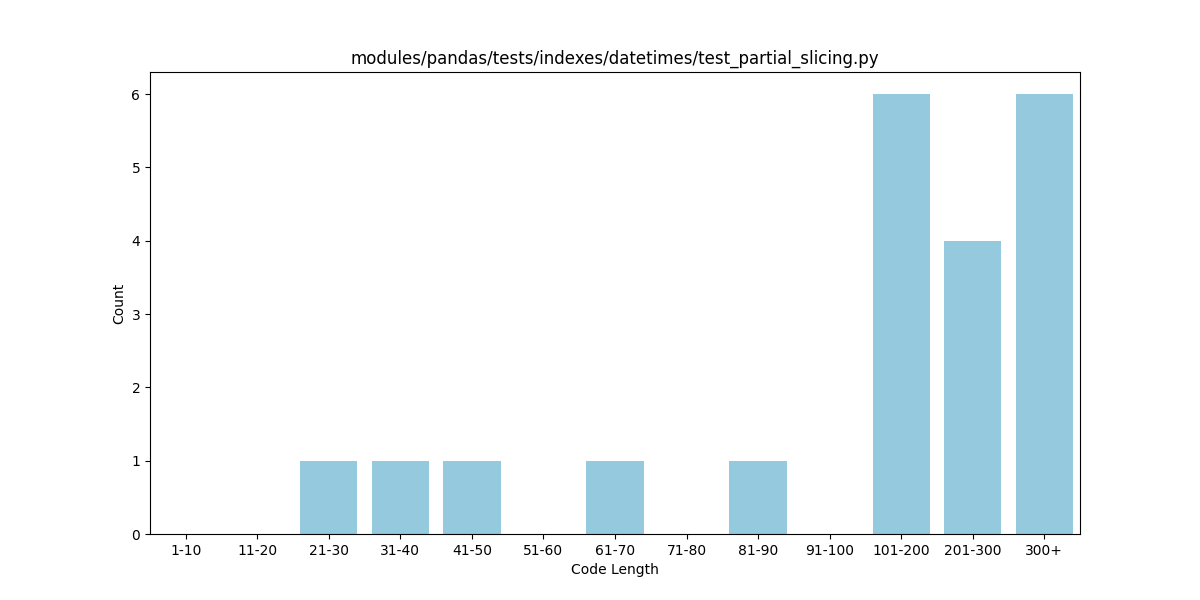 modules/pandas/tests/indexes/datetimes/test_partial_slicing.py
6
5
4
3
2
1
0
Count
1-10 11-20 21-30 31-40 41-50 51-60 61-70 71-80 81-90 91-100 101-200 201-300 300+
Code Length